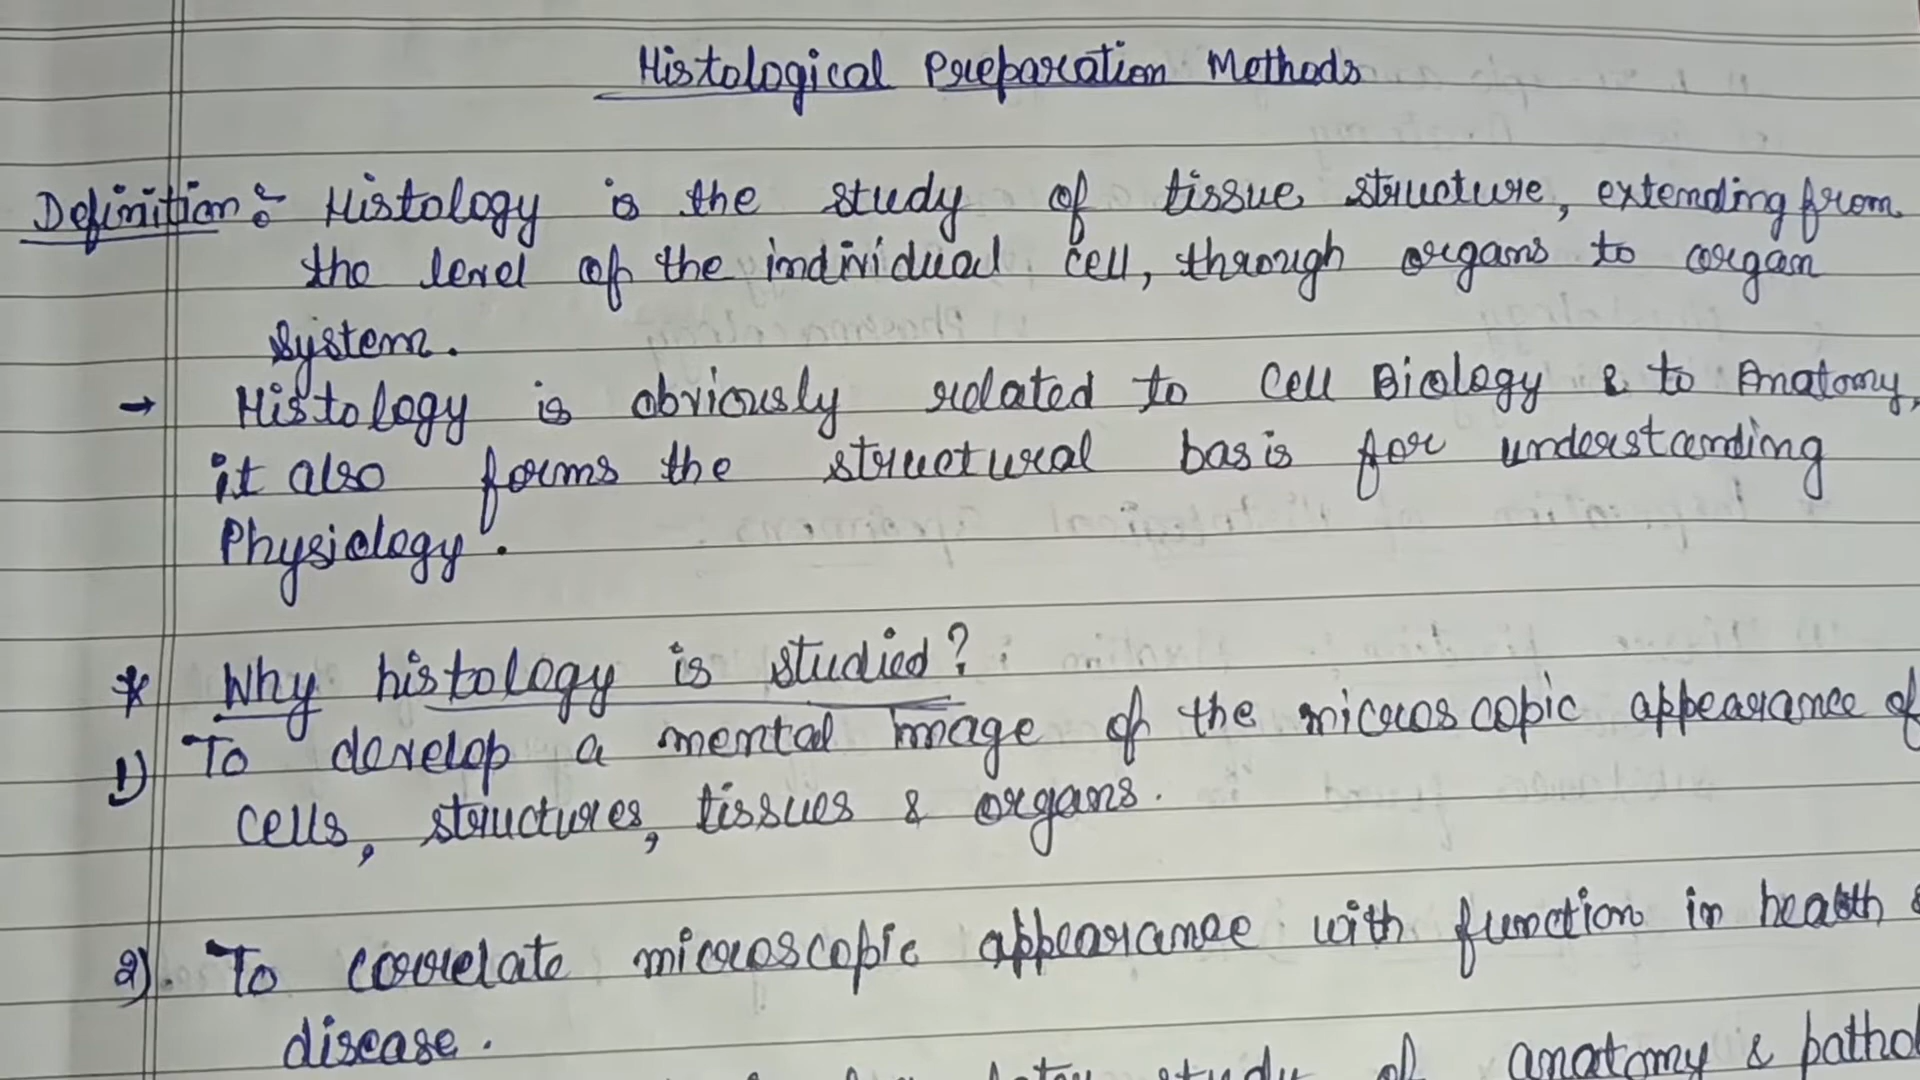 Histological Preparation Methods
Definition :- Histology is the study of tissue structure, extending from
the level of the individual cell, through organs to organ
system.
→ Histology is obviously related to Cell Biology & to Anatomy,
it also forms the structural basis for understanding
Physiology.
* Why histology is studied?
1) To develop a mental image of the microscopic appearance of
cells, structures, tissues & organs.
2) To correlate microscopic appearance with function in health &
disease.
study of anatomy &